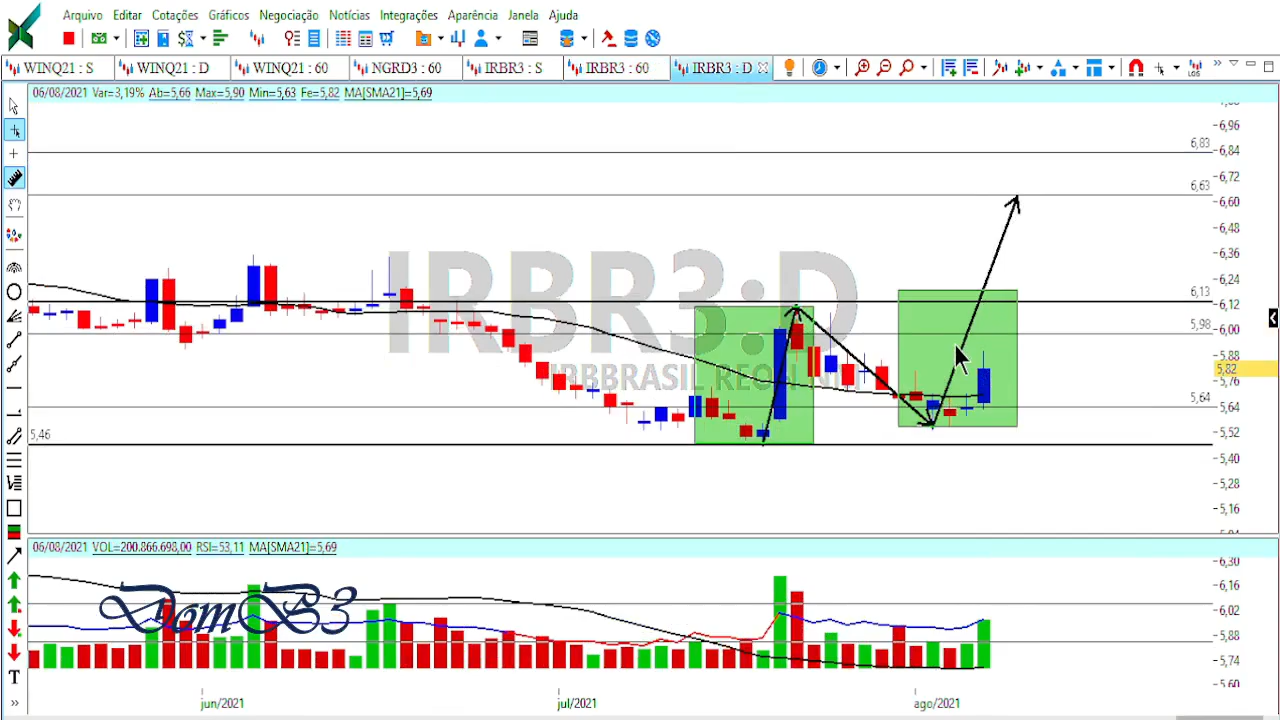 Arquivo Editar Cotações Gráficos Negociação Notícias Integrações Aparência Janela Ajuda
WINQ21 : S WINQ21 : D WINQ21 : 60 NGRD3 : 60 IRBR3 : S IRBR3 : 60 IRBR3 : D
LOG
06/08/2021 Var=3,19% Ab=5,66 Max=5,90 Min=5,63 Fe=5,82 MA[SMA21]=5,69
6,96
6,83
6,84
6,72
6,63
6,60
6,48
6,36
6,24
6,13
6,12
5,98
6,00
5,88
5,82
5,76
5,64
5,64
5,52
5,46
5,40
5,28
5,16
IRBR3:D
IRBBRASIL RE ON NM
06/08/2021 VOL=200.866.698,00 RSI=53,11 MA[SMA21]=5,69
6,30
6,16
6,02
5,88
5,74
5,60
DomB3
T
jun/2021 jul/2021 ago/2021